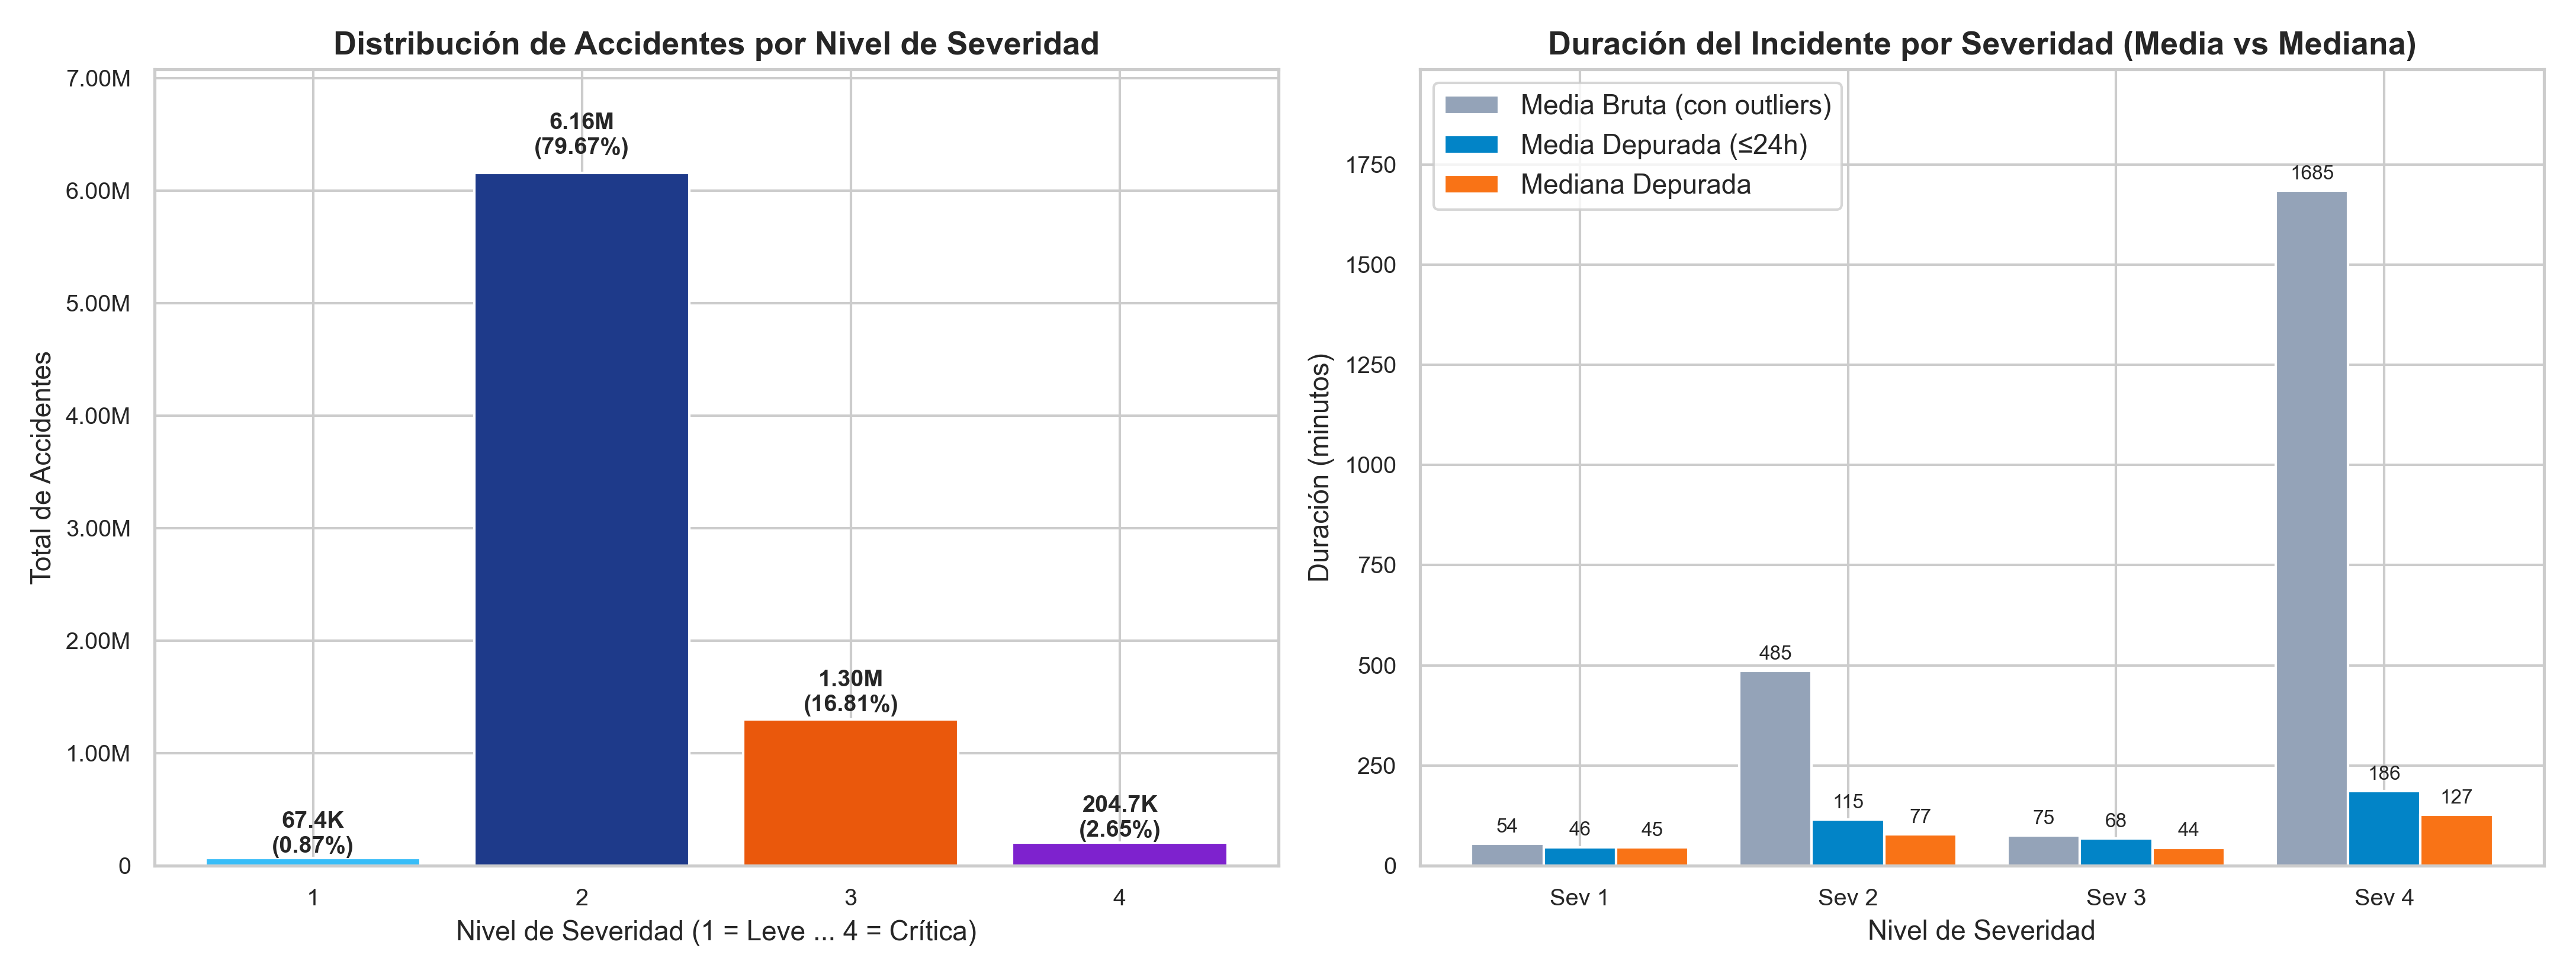 Distribución de Accidentes por Nivel de Severidad
7.00M
6.00M
5.00M
4.00M
3.00M
2.00M
1.00M
0
Total de Accidentes
67.4K
(0.87%)
6.16M
(79.67%)
1.30M
(16.81%)
204.7K
(2.65%)
1
2
3
4
Nivel de Severidad (1 = Leve ... 4 = Crítica)
Duración del Incidente por Severidad (Media vs Mediana)
Media Bruta (con outliers)
Media Depurada (≤24h)
Mediana Depurada
1750
1500
1250
1000
750
500
250
0
Duración (minutos)
54
46
45
485
115
77
75
68
44
1685
186
127
Sev 1
Sev 2
Sev 3
Sev 4
Nivel de Severidad